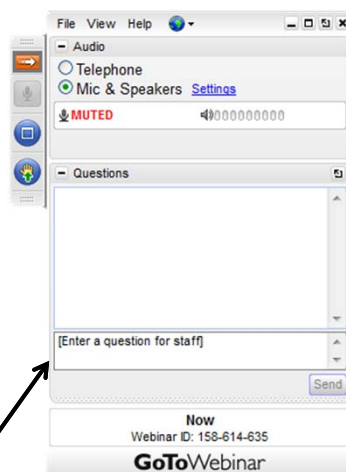 File View Help
Audio
Telephone
Mic & Speakers Settings
MUTED
Questions
[Enter a question for staff]
Send
Now
Webinar ID: 158-614-635
GoToWebinar